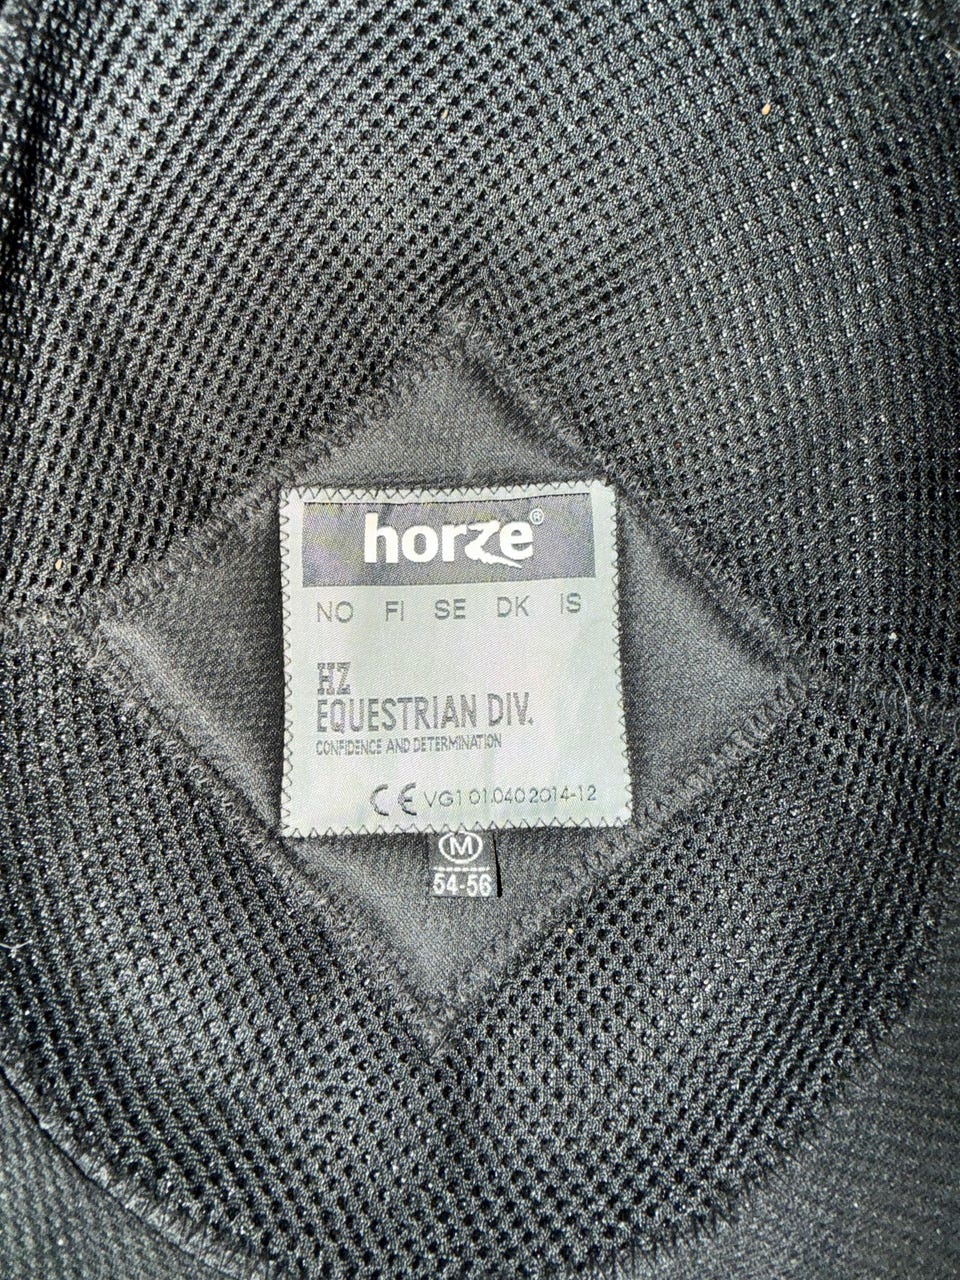 horze®
NO FI SE DK IS
HZ
EQUESTRIAN DIV.
CONFIDENCE AND DETERMINATION
CE VG1 01.040 2014-12
M
54-56